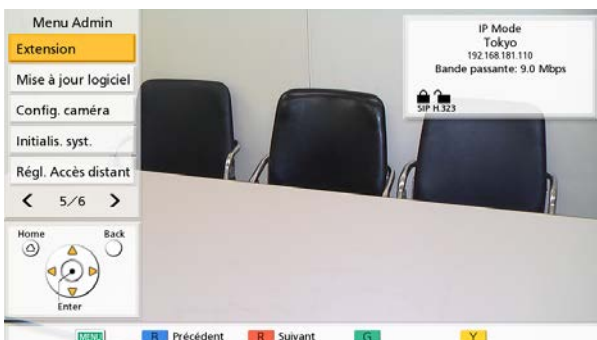 Menu Admin
Extension
Mise à jour logiciel
Config. caméra
Initialis. syst.
Régl. Accès distant
5/6
Home
Back
Enter
IP Mode
Tokyo
192.168.181.110
Bande passante: 9.0 Mbps
SIP H.323
MENU B Précédent R Suivant G Y